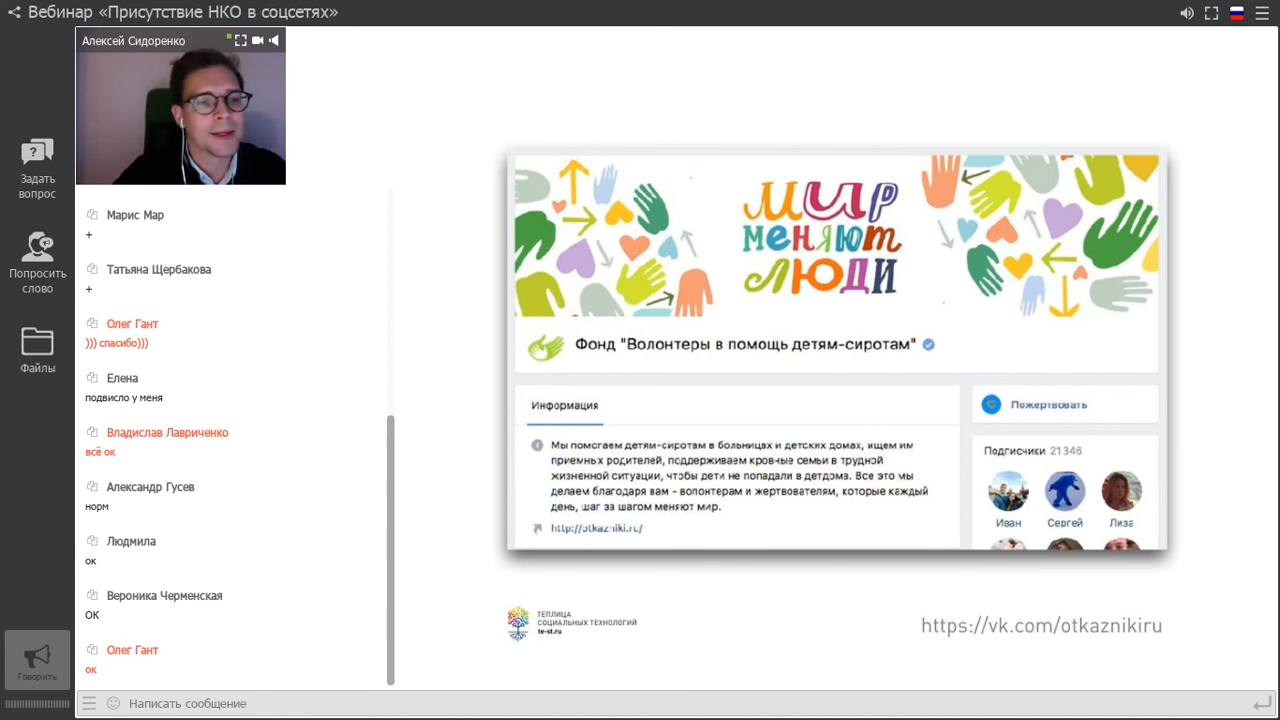 Вебинар «Присутствие НКО в соцсетях»
Алексей Сидоренко
Задать
вопрос
Попросить
слово
Файлы
Говорить
Марис Мар
+
Татьяна Щербакова
+
Олег Гант
))) спасибо)))
Елена
подвисло у меня
Владислав Лавриченко
всё ок
Александр Гусев
норм
Людмила
ок
Вероника Черменская
ОК
Олег Гант
ок
Написать сообщение
МИР
МЕНЯЮТ
ЛЮДИ
Фонд "Волонтеры в помощь детям-сиротам"
Информация
Мы помогаем детям-сиротам в больницах и детских домах, ищем им
приемных родителей, поддерживаем кровные семьи в трудной
жизненной ситуации, чтобы дети не попадали в детдома. Все это мы
делаем благодаря вам - волонтерам и жертвователям, которые каждый
день, шаг за шагом меняют мир.
http://otkazniki.ru/
Пожертвовать
Подписчики 21 346
Иван Сергей Лиза
ТЕПЛИЦА
СОЦИАЛЬНЫХ ТЕХНОЛОГИЙ
te-st.ru
https://vk.com/otkaznikiru